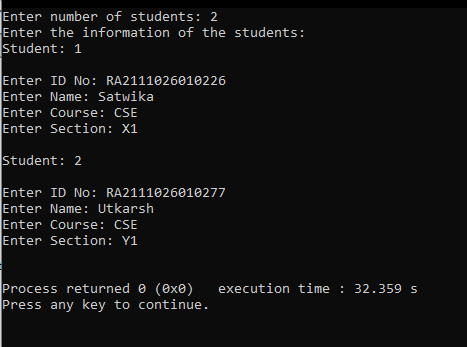 Enter number of students: 2
Enter the information of the students:
Student: 1
Enter ID No: RA2111026010226
Enter Name: Satwika
Enter Course: CSE
Enter Section: X1
Student: 2
Enter ID No: RA2111026010277
Enter Name: Utkarsh
Enter Course: CSE
Enter Section: Y1
Process returned 0 (0x0)   execution time : 32.359 s
Press any key to continue.